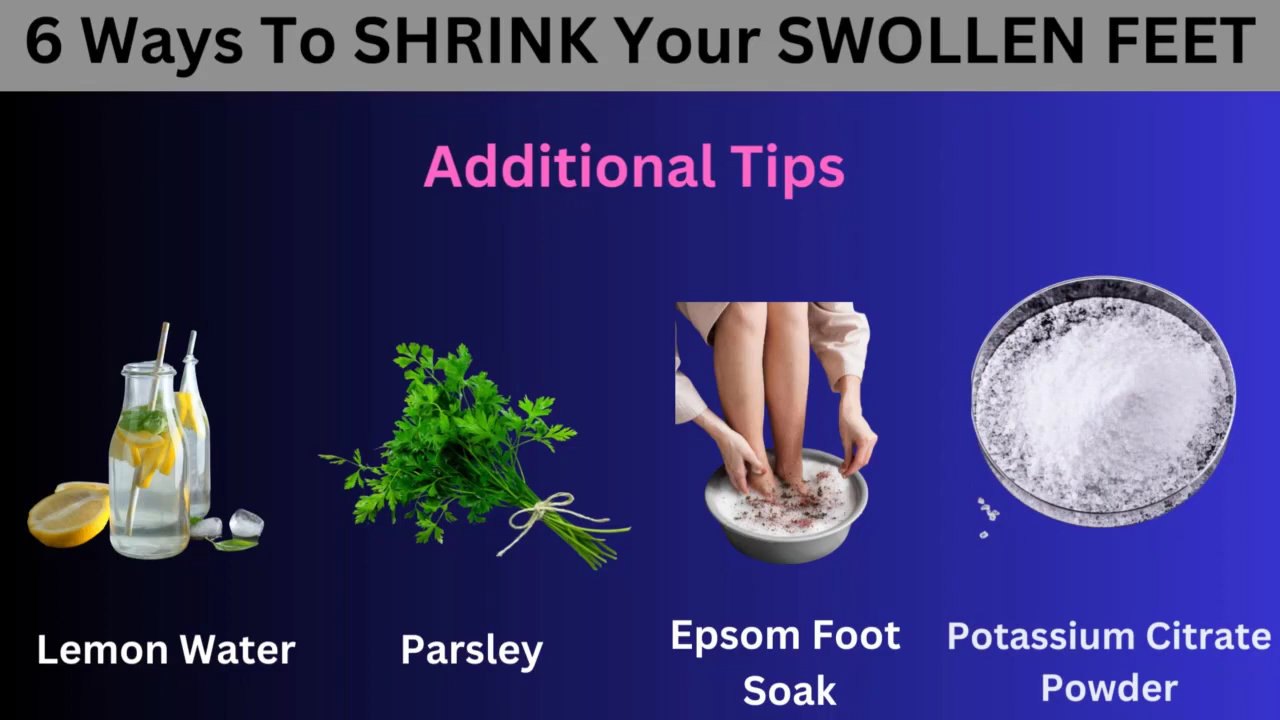 6 Ways To SHRINK Your SWOLLEN FEET
Additional Tips
Lemon Water
Parsley
Epsom Foot
Soak
Potassium Citrate
Powder